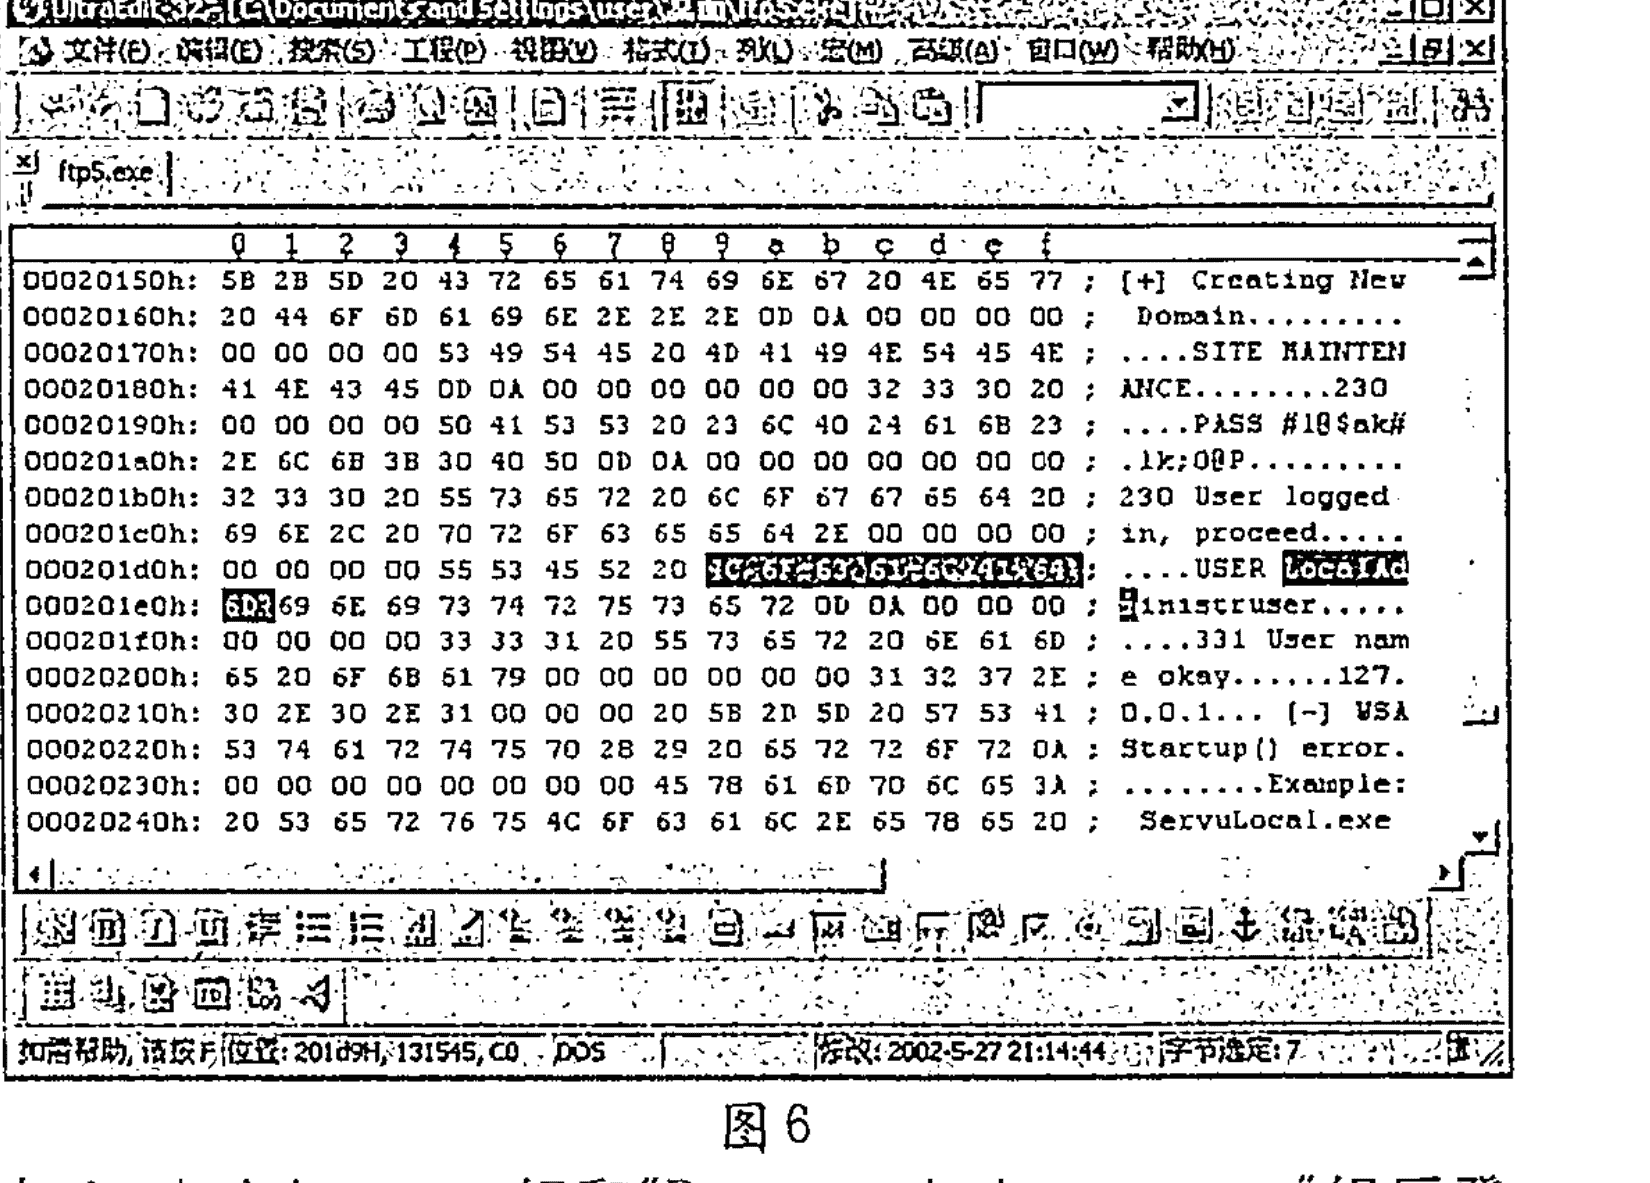 UltraEdit-32 - [C:\Documents and Settings\user\桌面\ftp5.exe]
文件(F) 编辑(E) 搜索(S) 工程(P) 视图(V) 格式(T) 列(L) 宏(M) 高级(A) 窗口(W) 帮助(H)
ftp5.exe
0 1 2 3 4 5 6 7 8 9 a b c d e f
00020150h: 5B 2B 5D 20 43 72 65 61 74 69 6E 67 20 4E 65 77 ; [+] Creating New
00020160h: 20 44 6F 6D 61 69 6E 2E 2E 2E 0D 0A 00 00 00 00 ; Domain.........
00020170h: 00 00 00 00 53 49 54 45 20 4D 41 49 4E 54 45 4E ; ....SITE MAINTEN
00020180h: 41 4E 43 45 0D 0A 00 00 00 00 00 00 32 33 30 20 ; ANCE........230
00020190h: 00 00 00 00 50 41 53 53 20 23 6C 40 24 61 6B 23 ; ....PASS #l@$ak#
000201a0h: 2E 6C 6B 3B 30 40 50 0D 0A 00 00 00 00 00 00 00 ; .lk;0@P.........
000201b0h: 32 33 30 20 55 73 65 72 20 6C 6F 67 67 65 64 20 ; 230 User logged
000201c0h: 69 6E 2C 20 70 72 6F 63 65 65 64 2E 00 00 00 00 ; in, proceed.....
000201d0h: 00 00 00 00 55 53 45 52 20 4C 6F 63 61 6C 41 64 ; ....USER LocalAd
000201e0h: 6D 69 6E 69 73 74 72 75 73 65 72 0D 0A 00 00 00 ; inistruser.....
000201f0h: 00 00 00 00 33 33 31 20 55 73 65 72 20 6E 61 6D ; ....331 User nam
00020200h: 65 20 6F 6B 61 79 00 00 00 00 00 00 31 32 37 2E ; e okay......127.
00020210h: 30 2E 30 2E 31 00 00 00 20 5B 2D 5D 20 57 53 41 ; 0.0.1... [-] WSA
00020220h: 53 74 61 72 74 75 70 28 29 20 65 72 72 6F 72 0A ; Startup() error.
00020230h: 00 00 00 00 00 00 00 00 45 78 61 6D 70 6C 65 3A ; ........Example:
00020240h: 20 53 65 72 76 75 4C 6F 63 61 6C 2E 65 78 65 20 ; ServuLocal.exe
如需帮助, 请按 F 位置: 201d9H, 131545, C0 DOS 修改: 2002-5-27 21:14:44 字节选定: 7
图 6